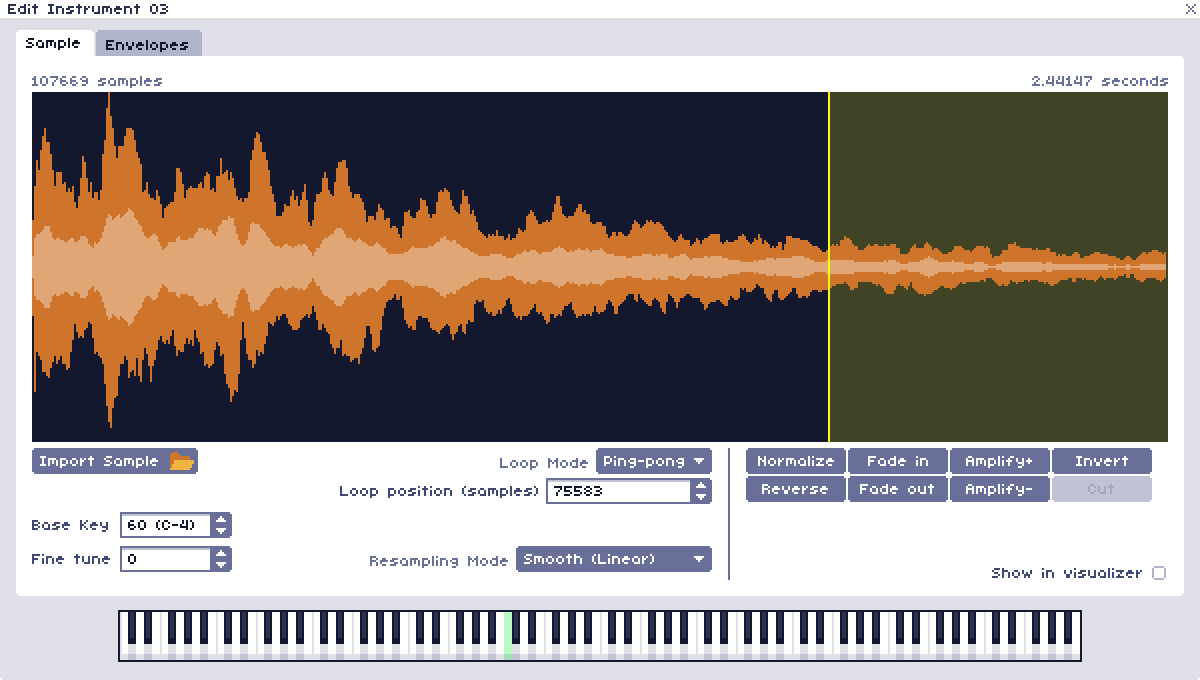 Edit Instrument 03
Sample Envelopes
107669 samples 2.44147 seconds
Import Sample Loop Mode Ping-pong Normalize Fade in Amplify+ Invert
Loop position (samples) 75583 Reverse Fade out Amplify- Cut
Base Key 60 (C-4)
Fine tune 0 Resampling Mode Smooth (Linear)
Show in visualizer